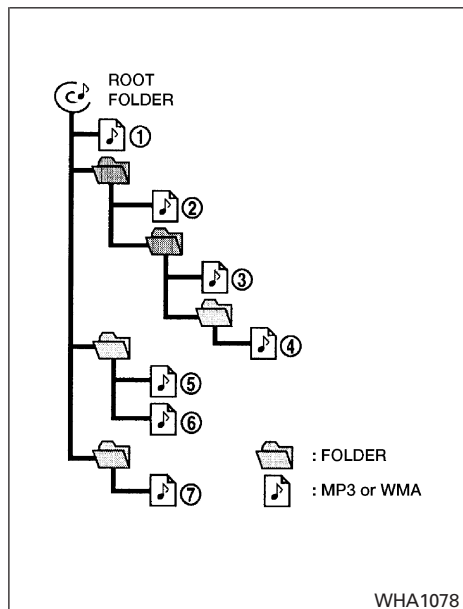 ROOT
FOLDER
①
②
③
④
⑤
⑥
⑦
: FOLDER
: MP3 or WMA
WHA1078